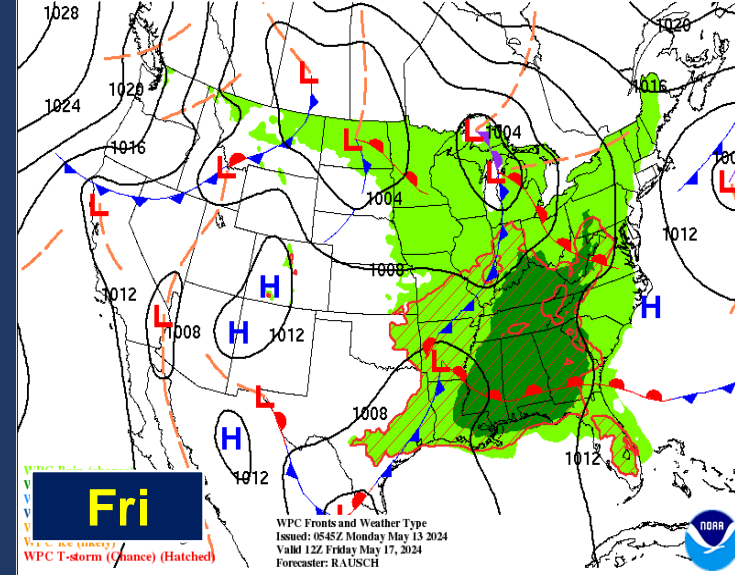 1028
1020
1024
1020
1016
L
1016
L
1004
L
L
L
L
1004
L
1012
1008
1012
H
H
L
1008
H
1012
L
1008
L
H
1012
1012
L
Fri
WPC T-storm (Chance) (Hatched)
WPC Fronts and Weather Type
Issued: 0545Z Monday May 13 2024
Valid 12Z Friday May 17, 2024
Forecaster: RAUSCH
NOAA